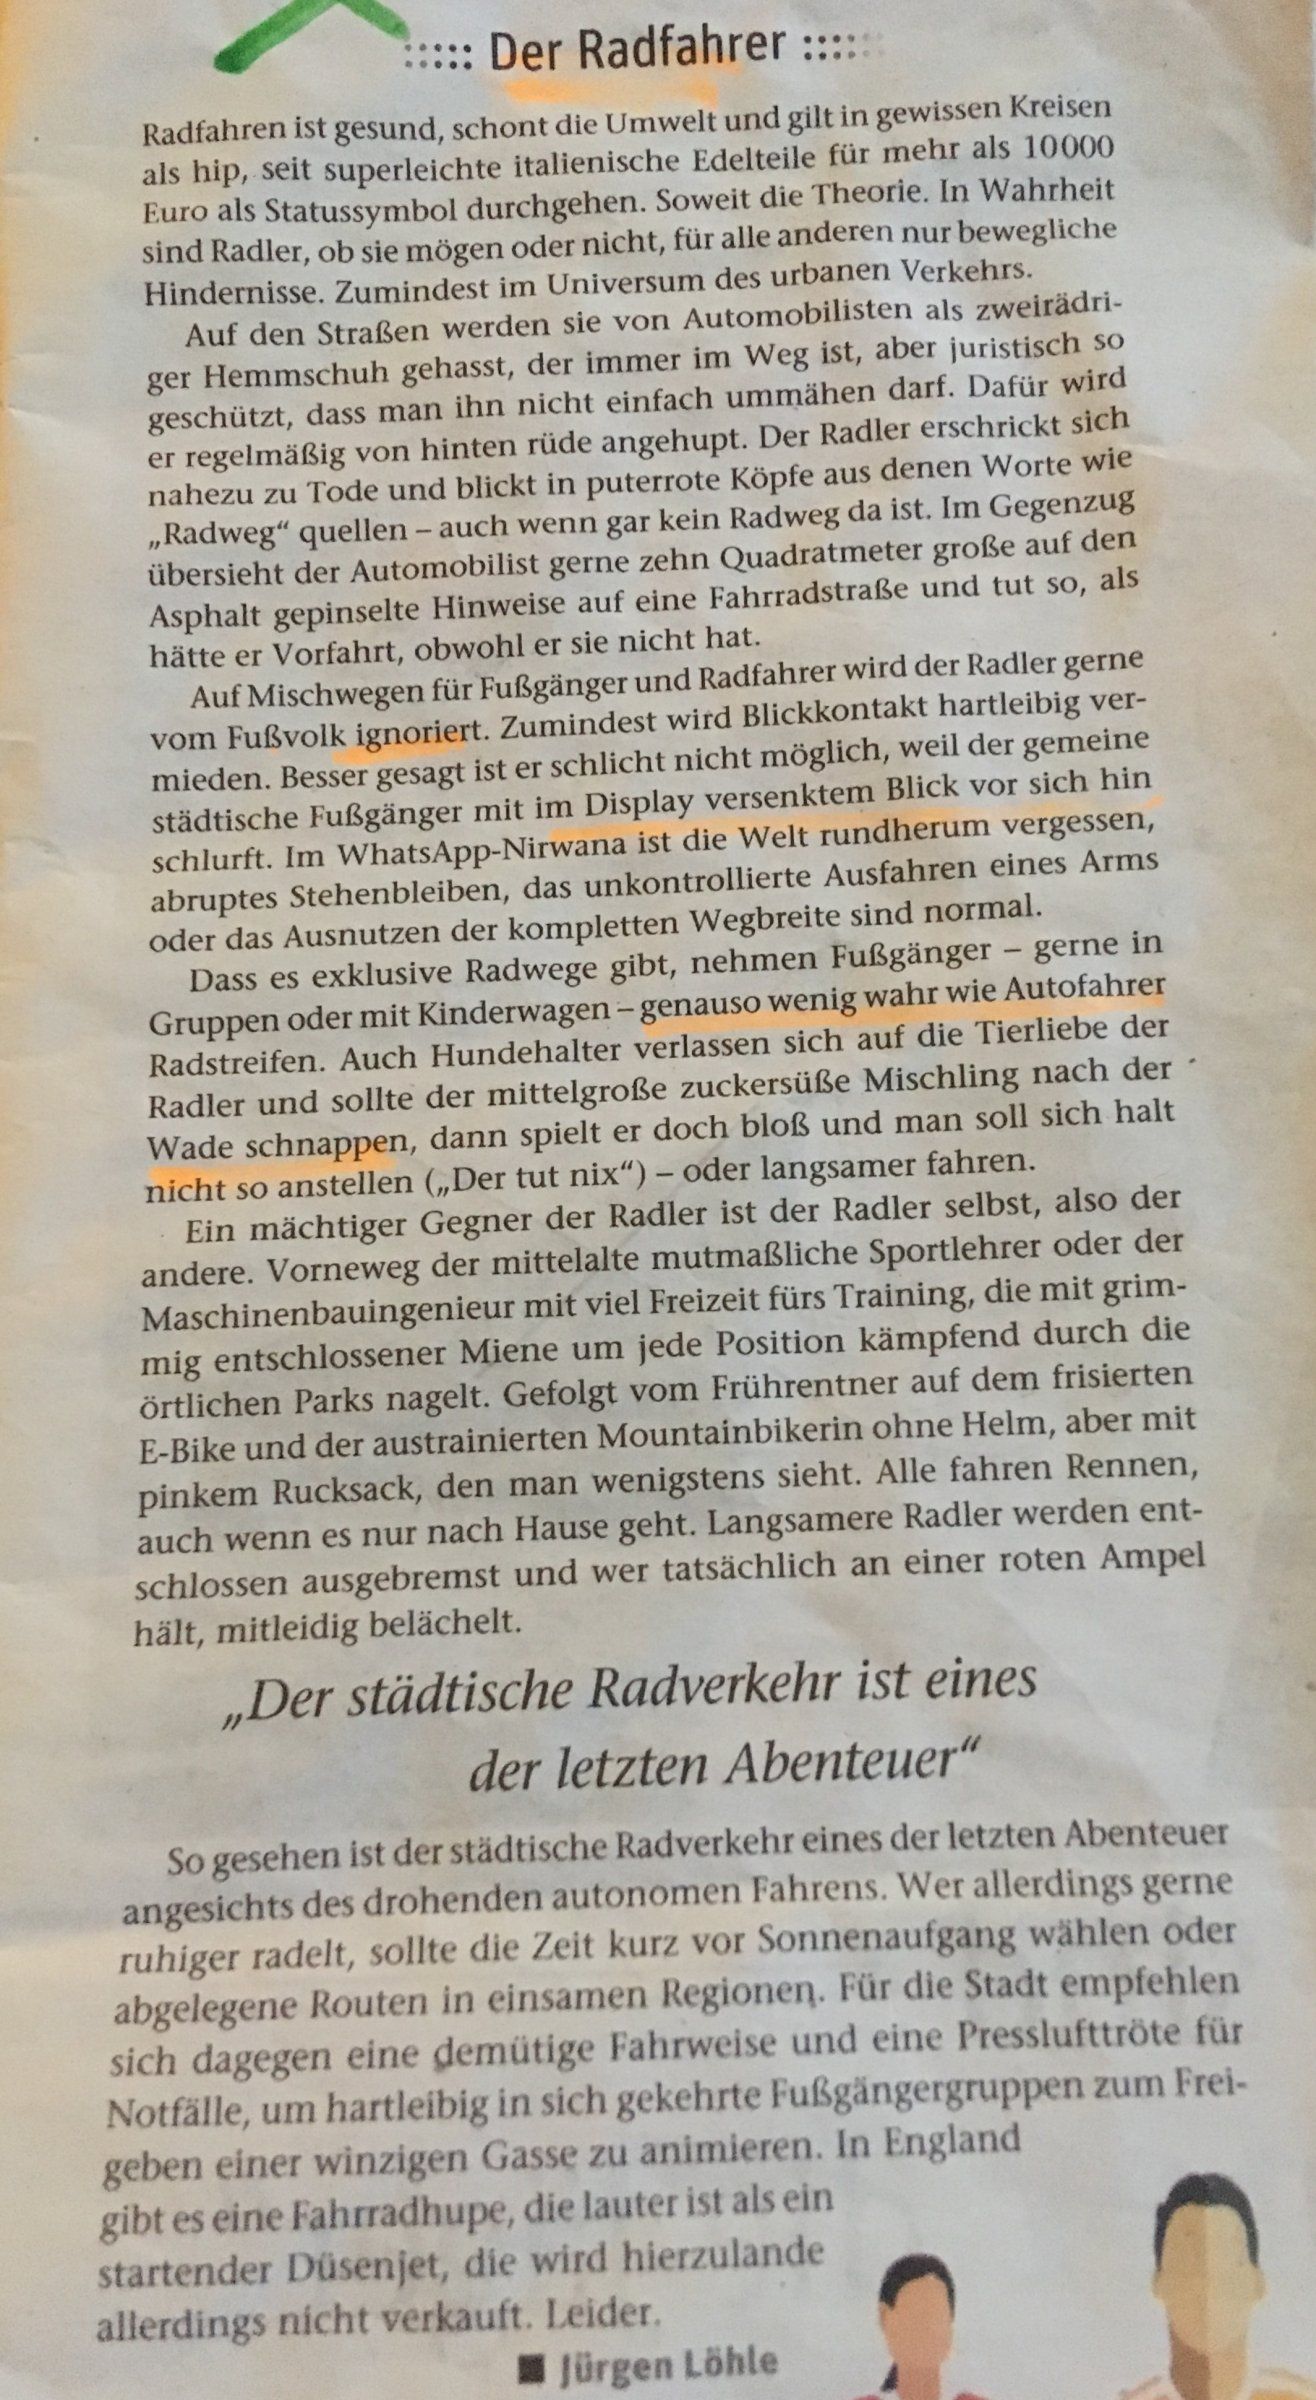 Der Radfahrer
Radfahren ist gesund, schont die Umwelt und gilt in gewissen Kreisen
als hip, seit superleichte italienische Edelteile für mehr als 10000
Euro als Statussymbol durchgehen. Soweit die Theorie. In Wahrheit
sind Radler, ob sie mögen oder nicht, für alle anderen nur bewegliche
Hindernisse. Zumindest im Universum des urbanen Verkehrs.
Auf den Straßen werden sie von Automobilisten als zweirädri-
ger Hemmschuh gehasst, der immer im Weg ist, aber juristisch so
geschützt, dass man ihn nicht einfach ummähen darf. Dafür wird
er regelmäßig von hinten rüde angehupt. Der Radler erschrickt sich
nahezu zu Tode und blickt in puterrote Köpfe aus denen Worte wie
„Radweg“ quellen – auch wenn gar kein Radweg da ist. Im Gegenzug
übersieht der Automobilist gerne zehn Quadratmeter große auf den
Asphalt gepinselte Hinweise auf eine Fahrradstraße und tut so, als
hätte er Vorfahrt, obwohl er sie nicht hat.
Auf Mischwegen für Fußgänger und Radfahrer wird der Radler gerne
vom Fußvolk ignoriert. Zumindest wird Blickkontakt hartleibig ver-
mieden. Besser gesagt ist er schlicht nicht möglich, weil der gemeine
städtische Fußgänger mit im Display versenktem Blick vor sich hin
schlurft. Im WhatsApp-Nirwana ist die Welt rundherum vergessen,
abruptes Stehenbleiben, das unkontrollierte Ausfahren eines Arms
oder das Ausnutzen der kompletten Wegbreite sind normal.
Dass es exklusive Radwege gibt, nehmen Fußgänger – gerne in
Gruppen oder mit Kinderwagen – genauso wenig wahr wie Autofahrer
Radstreifen. Auch Hundehalter verlassen sich auf die Tierliebe der
Radler und sollte der mittelgroße zuckersüße Mischling nach der
Wade schnappen, dann spielt er doch bloß und man soll sich halt
nicht so anstellen („Der tut nix“) – oder langsamer fahren.
Ein mächtiger Gegner der Radler ist der Radler selbst, also der
andere. Vorneweg der mittelalte mutmaßliche Sportlehrer oder der
Maschinenbauingenieur mit viel Freizeit fürs Training, die mit grim-
mig entschlossener Miene um jede Position kämpfend durch die
örtlichen Parks nagelt. Gefolgt vom Frührentner auf dem frisierten
E-Bike und der austrainierten Mountainbikerin ohne Helm, aber mit
pinkem Rucksack, den man wenigstens sieht. Alle fahren Rennen,
auch wenn es nur nach Hause geht. Langsamere Radler werden ent-
schlossen ausgebremst und wer tatsächlich an einer roten Ampel
hält, mitleidig belächelt.
„Der städtische Radverkehr ist eines
der letzten Abenteuer“
So gesehen ist der städtische Radverkehr eines der letzten Abenteuer
angesichts des drohenden autonomen Fahrens. Wer allerdings gerne
ruhiger radelt, sollte die Zeit kurz vor Sonnenaufgang wählen oder
abgelegene Routen in einsamen Regionen. Für die Stadt empfehlen
sich dagegen eine demütige Fahrweise und eine Presslufttröte für
Notfälle, um hartleibig in sich gekehrte Fußgängergruppen zum Frei-
geben einer winzigen Gasse zu animieren. In England
gibt es eine Fahrradhupe, die lauter ist als ein
startender Düsenjet, die wird hierzulande
allerdings nicht verkauft. Leider.
■ Jürgen Löhle